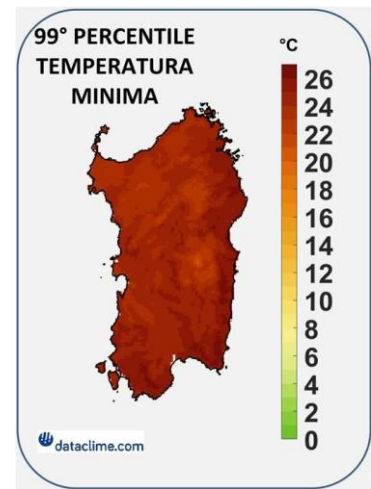 99° PERCENTILE
TEMPERATURA
MINIMA
°C
26
24
22
20
18
16
14
12
10
8
6
4
2
0
dataclime.com